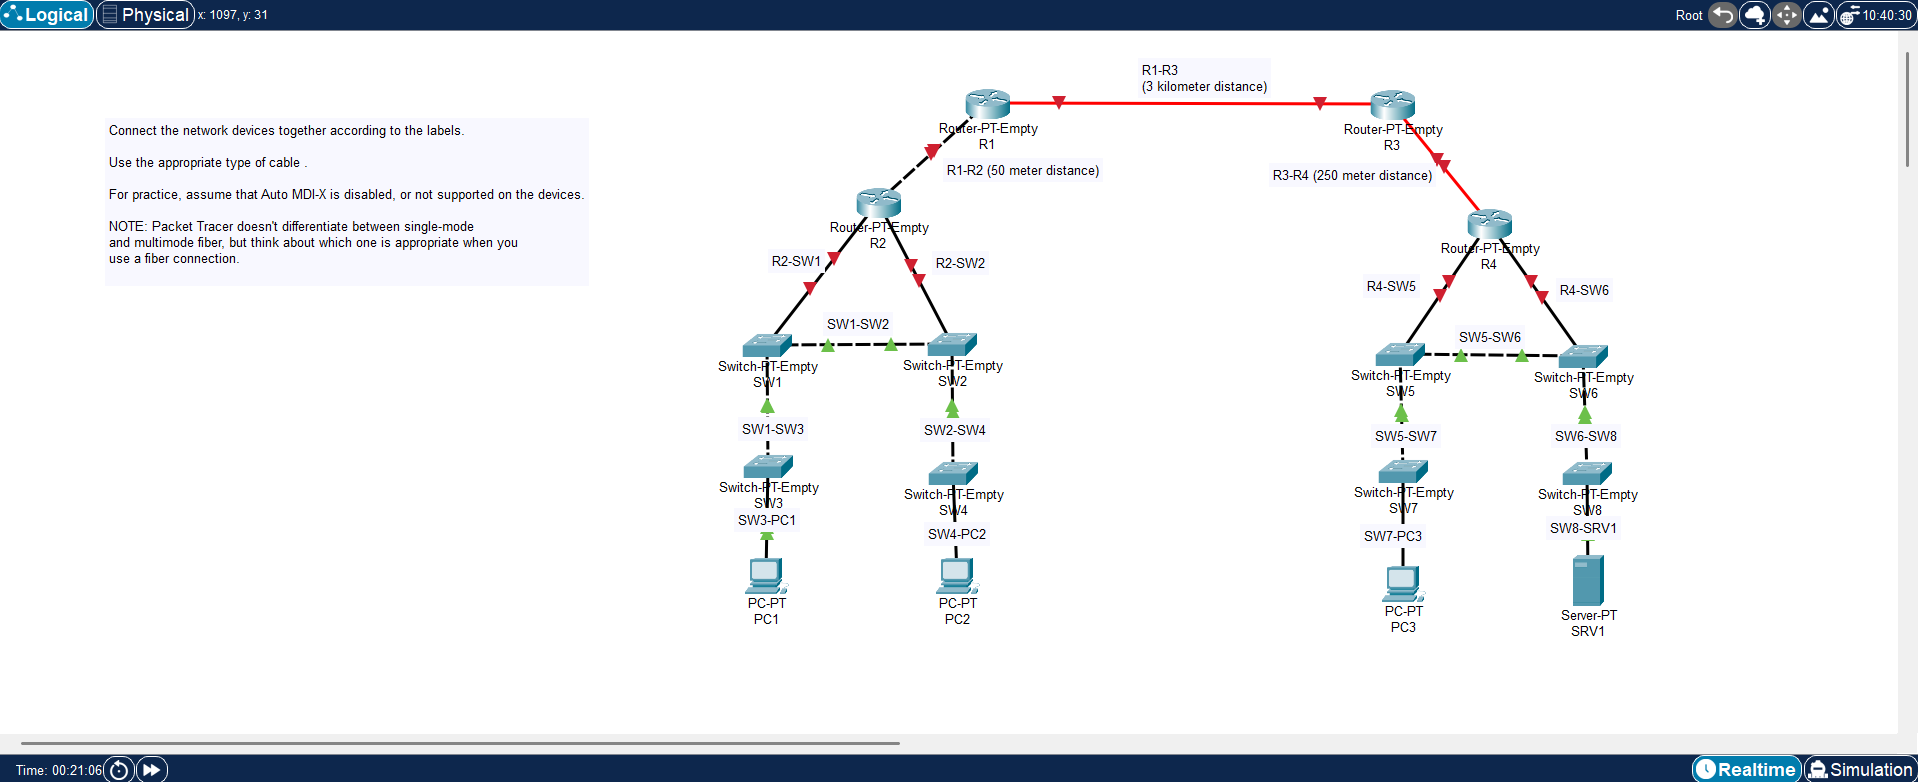 Logical
Physical
x: 1097, y: 31
Root
10:40:30
Connect the network devices together according to the labels.
Use the appropriate type of cable .
For practice, assume that Auto MDI-X is disabled, or not supported on the devices.
NOTE: Packet Tracer doesn't differentiate between single-mode
and multimode fiber, but think about which one is appropriate when you
use a fiber connection.
R1-R3
(3 kilometer distance)
Router-PT-Empty
R1
Router-PT-Empty
R3
R1-R2 (50 meter distance)
R3-R4 (250 meter distance)
Router-PT-Empty
R2
Router-PT-Empty
R4
R2-SW1
R2-SW2
R4-SW5
R4-SW6
SW1-SW2
SW5-SW6
Switch-PT-Empty
SW1
Switch-PT-Empty
SW2
Switch-PT-Empty
SW5
Switch-PT-Empty
SW6
SW1-SW3
SW2-SW4
SW5-SW7
SW6-SW8
Switch-PT-Empty
SW3
Switch-PT-Empty
SW4
Switch-PT-Empty
SW7
Switch-PT-Empty
SW8
SW3-PC1
SW4-PC2
SW7-PC3
SW8-SRV1
PC-PT
PC1
PC-PT
PC2
PC-PT
PC3
Server-PT
SRV1
Time: 00:21:06
Realtime
Simulation